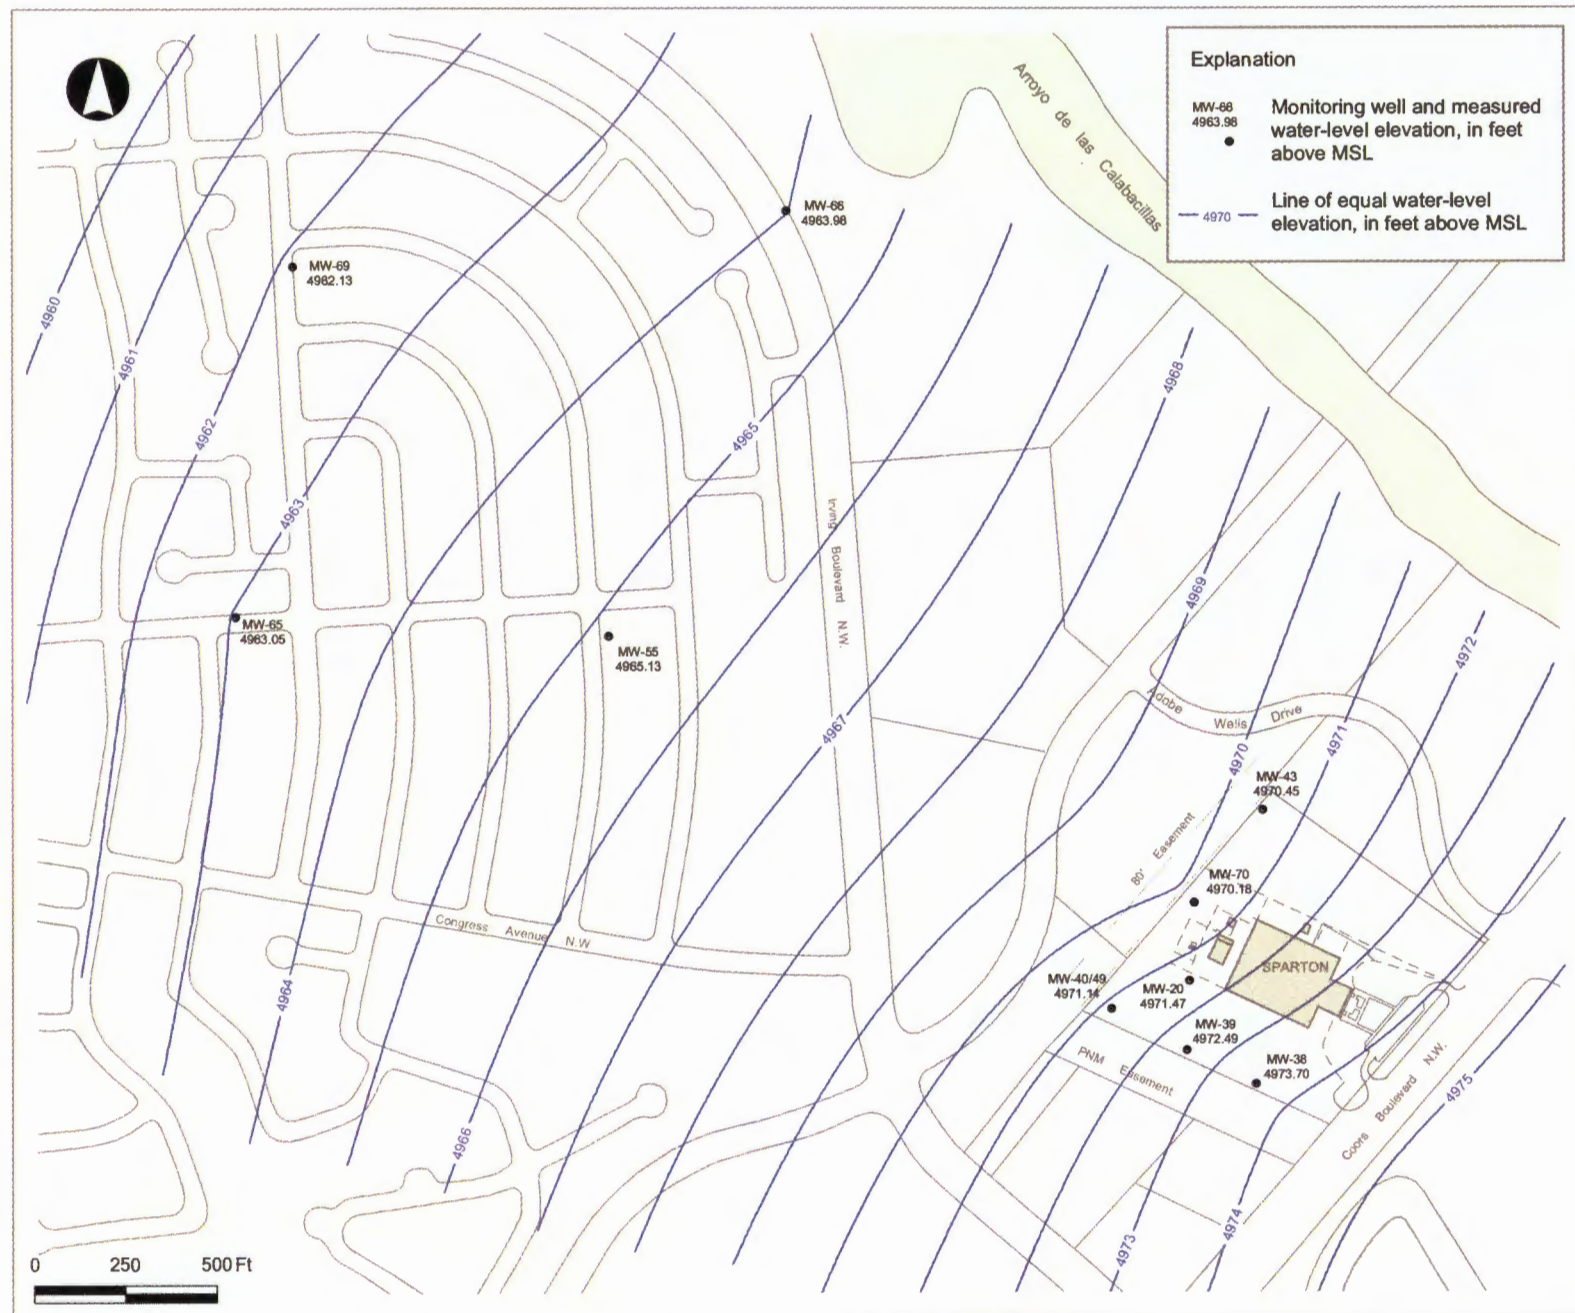 Explanation
MW-66
4963.98
Monitoring well and measured
water-level elevation, in feet
above MSL
4970
Line of equal water-level
elevation, in feet above MSL
Arroyo de las Calabacillas
MW-66
4963.98
MW-69
4962.13
4960
4961
4962
4963
4965
4968
Irving Boulevard N.W.
4969
MW-65
4963.05
MW-55
4965.13
4972
4967
Adobe Wells Drive
4970
4971
MW-43
4970.45
80' Easement
MW-70
4970.18
Congress Avenue N.W
SPARTON
MW-40/49
4971.14
MW-20
4971.47
4964
MW-39
4972.49
PNM Easement
MW-38
4973.70
Coors Boulevard N.W.
4975
4966
4973
4974
0 250 500 Ft